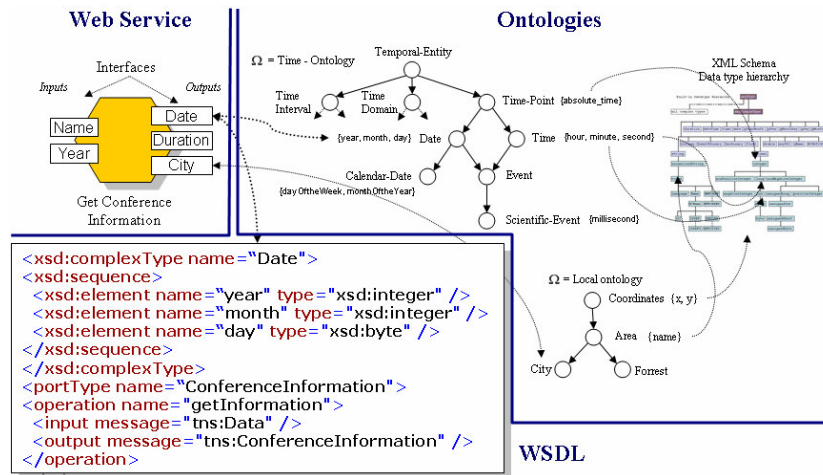 Web Service
Ontologies
Interfaces
Inputs
Outputs
Name
Year
Date
Duration
City
Get Conference
Information
Ω = Time - Ontology
Temporal-Entity
Time
Interval
Time
Domain
Time-Point
{absolute_time}
{year, month, day}
Date
Time
{hour, minute, second}
Calendar-Date
{dayOftheWeek, monthOftheYear}
Event
Scientific-Event
{millisecond}
XML Schema
Data type hierarchy
Ω = Local ontology
Coordinates {x, y}
Area {name}
City
Forrest
<xsd:complexType name="Date">
<xsd:sequence>
<xsd:element name="year" type="xsd:integer" />
<xsd:element name="month" type="xsd:integer" />
<xsd:element name="day" type="xsd:byte" />
</xsd:sequence>
</xsd:complexType>
<portType name="ConferenceInformation">
<operation name="getInformation">
<input message="tns:Data" />
<output message="tns:ConferenceInformation" />
</operation>
WSDL